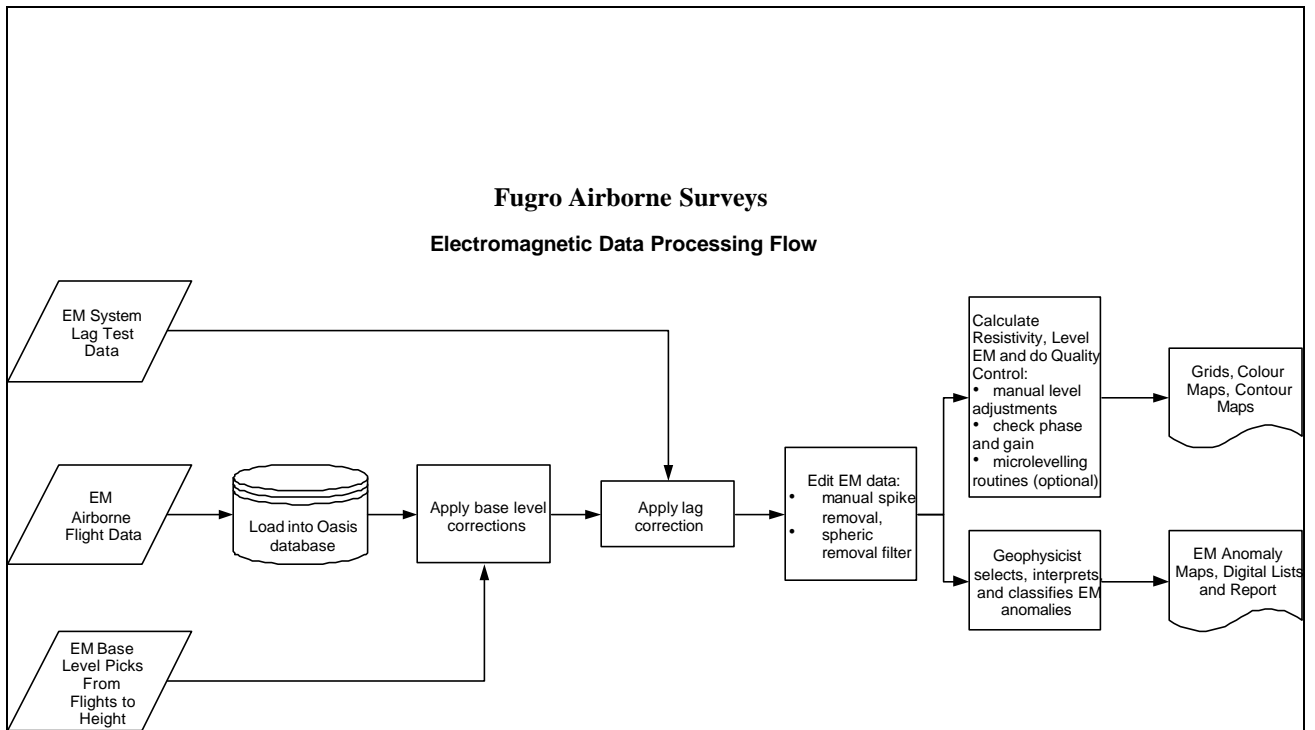 Fugro Airborne Surveys
Electromagnetic Data Processing Flow
EM System
Lag Test
Data
EM
Airborne
Flight Data
EM Base
Level Picks
From
Flights to
Height
Load into Oasis
database
Apply base level
corrections
Apply lag
correction
Edit EM data:
• manual spike
removal,
• spheric
removal filter
Calculate
Resistivity, Level
EM and do Quality
Control:
• manual level
adjustments
• check phase
and gain
• microlevelling
routines (optional)
Grids, Colour
Maps, Contour
Maps
Geophysicist
selects, interprets,
and classifies EM
anomalies
EM Anomaly
Maps, Digital Lists
and Report